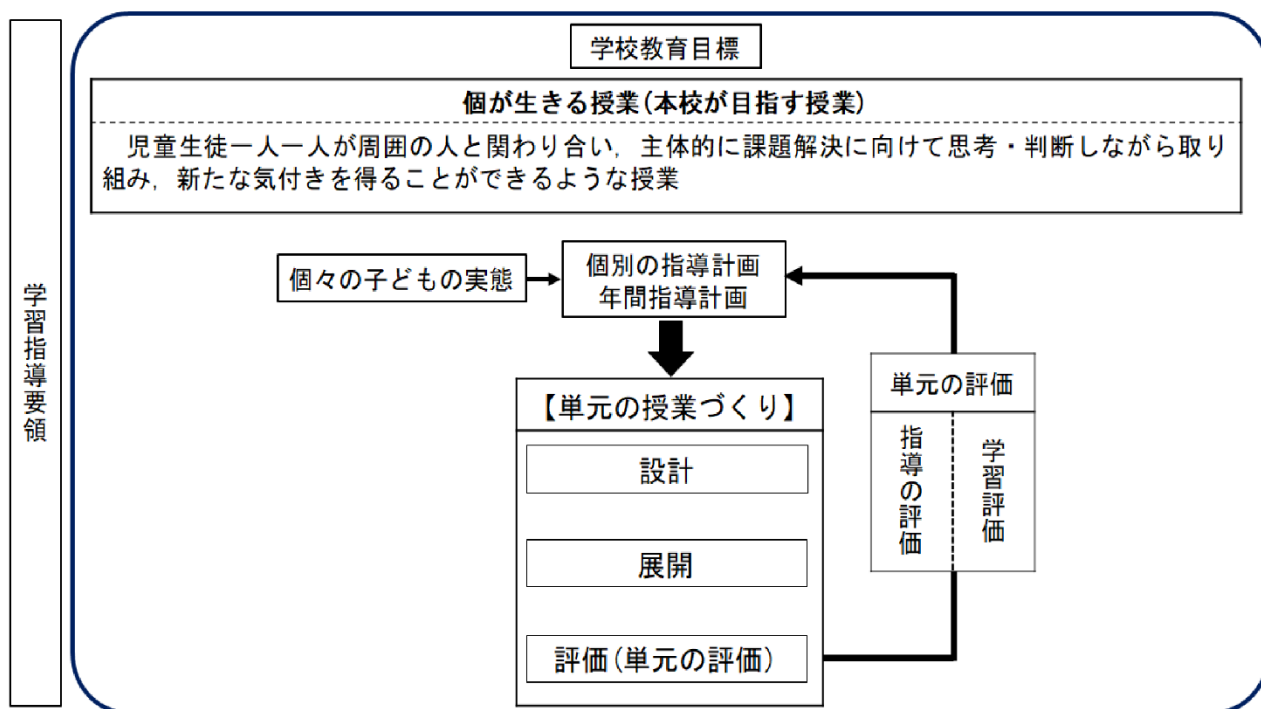 学校教育目標
個が生きる授業(本校が目指す授業)
児童生徒一人一人が周囲の人と関わり合い，主体的に課題解決に向けて思考・判断しながら取り
組み，新たな気付きを得ることができるような授業
学習指導要領
個々の子どもの実態
個別の指導計画
年間指導計画
【単元の授業づくり】
設計
展開
評価(単元の評価)
単元の評価
指導の評価
学習評価